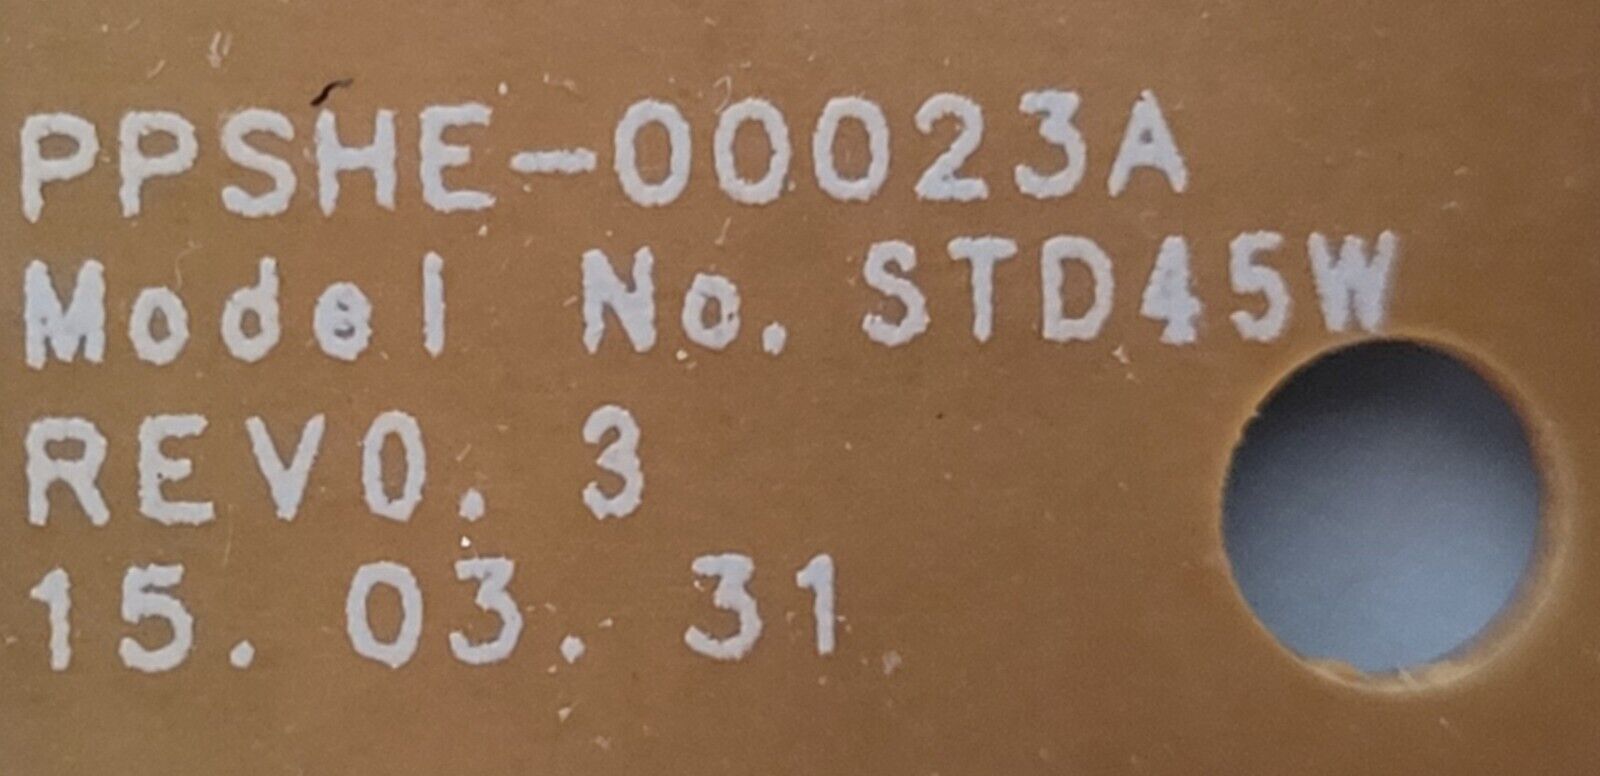 PPSHE-00023A
Model No. STD45W
REV0. 3
15. 03. 31